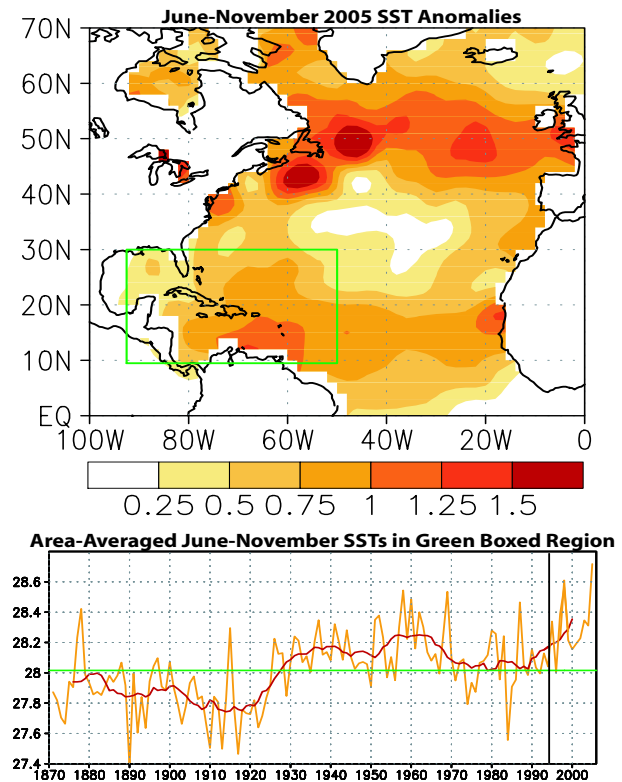 June-November 2005 SST Anomalies
70N
60N
50N
40N
30N
20N
10N
EQ
100W 80W 60W 40W 20W 0
0.25 0.5 0.75 1 1.25 1.5
Area-Averaged June-November SSTs in Green Boxed Region
28.6
28.4
28.2
28
27.8
27.6
27.4
1870 1880 1890 1900 1910 1920 1930 1940 1950 1960 1970 1980 1990 2000